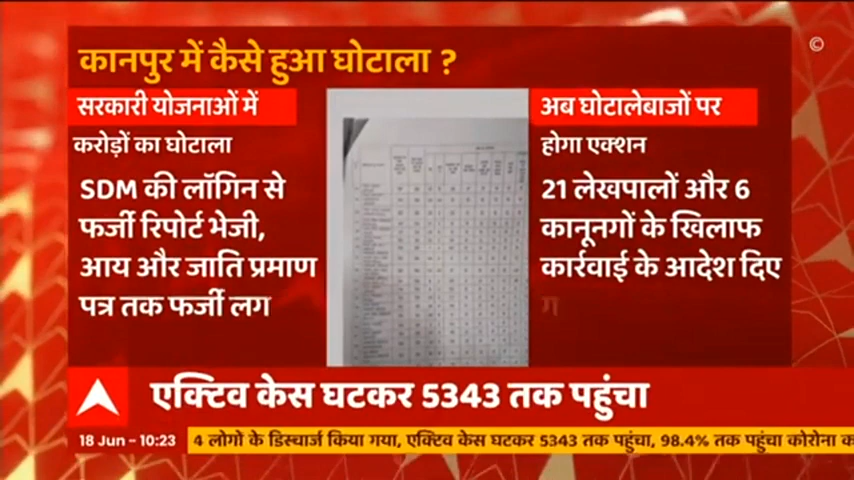 ©
कानपुर में कैसे हुआ घोटाला ?
सरकारी योजनाओं में
करोड़ों का घोटाला
SDM की लॉगिन से
फर्जी रिपोर्ट भेजी,
आय और जाति प्रमाण
पत्र तक फर्जी लग
अब घोटालेबाजों पर
होगा एक्शन
21 लेखपालों और 6
कानूनगों के खिलाफ
कार्रवाई के आदेश दिए
ग
एक्टिव केस घटकर 5343 तक पहुंचा
18 Jun – 10:23
4 लोगों के डिस्चार्ज किया गया, एक्टिव केस घटकर 5343 तक पहुंचा, 98.4% तक पहुंचा कोरोना क